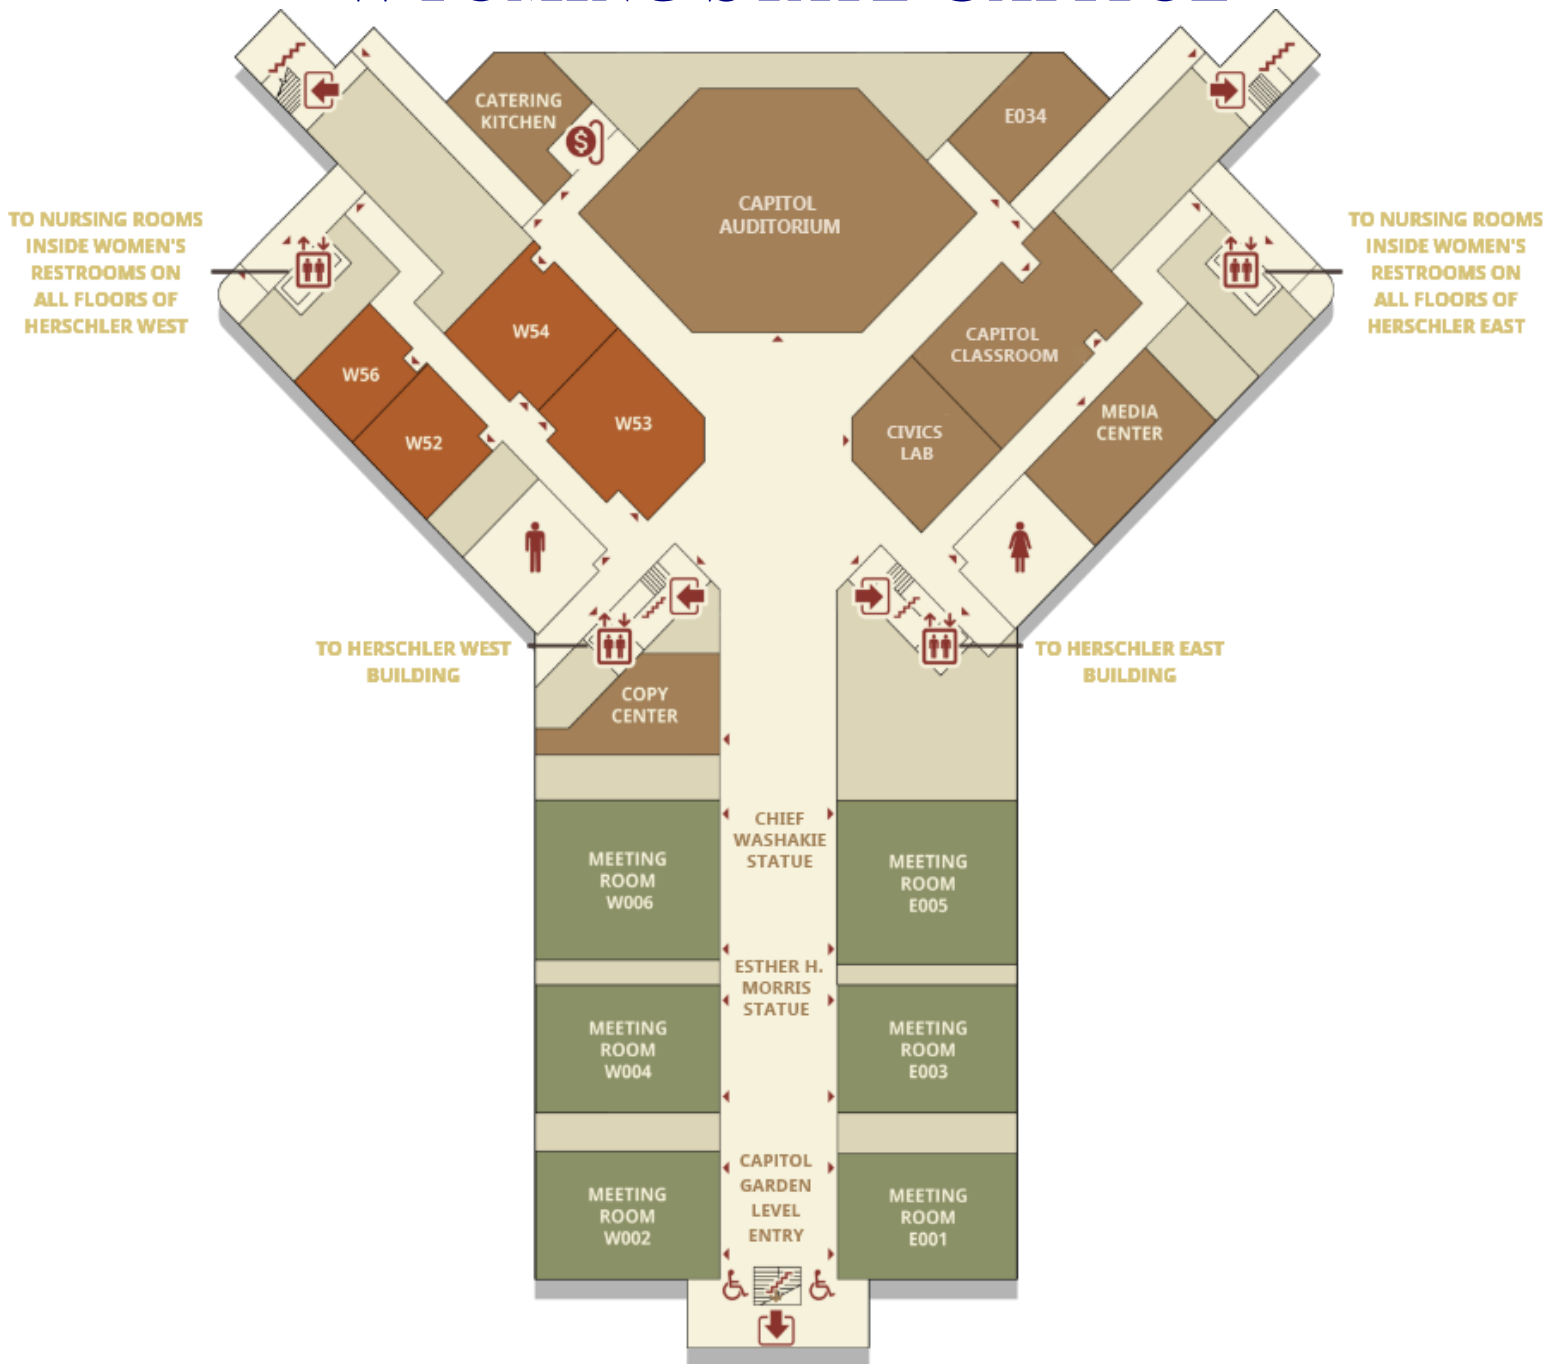 WYOMING STATE CAPITOL
CATERING
KITCHEN
$
E034
CAPITOL
AUDITORIUM
TO NURSING ROOMS
INSIDE WOMEN'S
RESTROOMS ON
ALL FLOORS OF
HERSCHLER WEST
TO NURSING ROOMS
INSIDE WOMEN'S
RESTROOMS ON
ALL FLOORS OF
HERSCHLER EAST
W54
W56
W53
W52
CAPITOL
CLASSROOM
CIVICS
LAB
MEDIA
CENTER
TO HERSCHLER WEST
BUILDING
TO HERSCHLER EAST
BUILDING
COPY
CENTER
CHIEF
WASHAKIE
STATUE
MEETING
ROOM
W006
MEETING
ROOM
E005
ESTHER H.
MORRIS
STATUE
MEETING
ROOM
W004
MEETING
ROOM
E003
CAPITOL
GARDEN
LEVEL
ENTRY
MEETING
ROOM
W002
MEETING
ROOM
E001